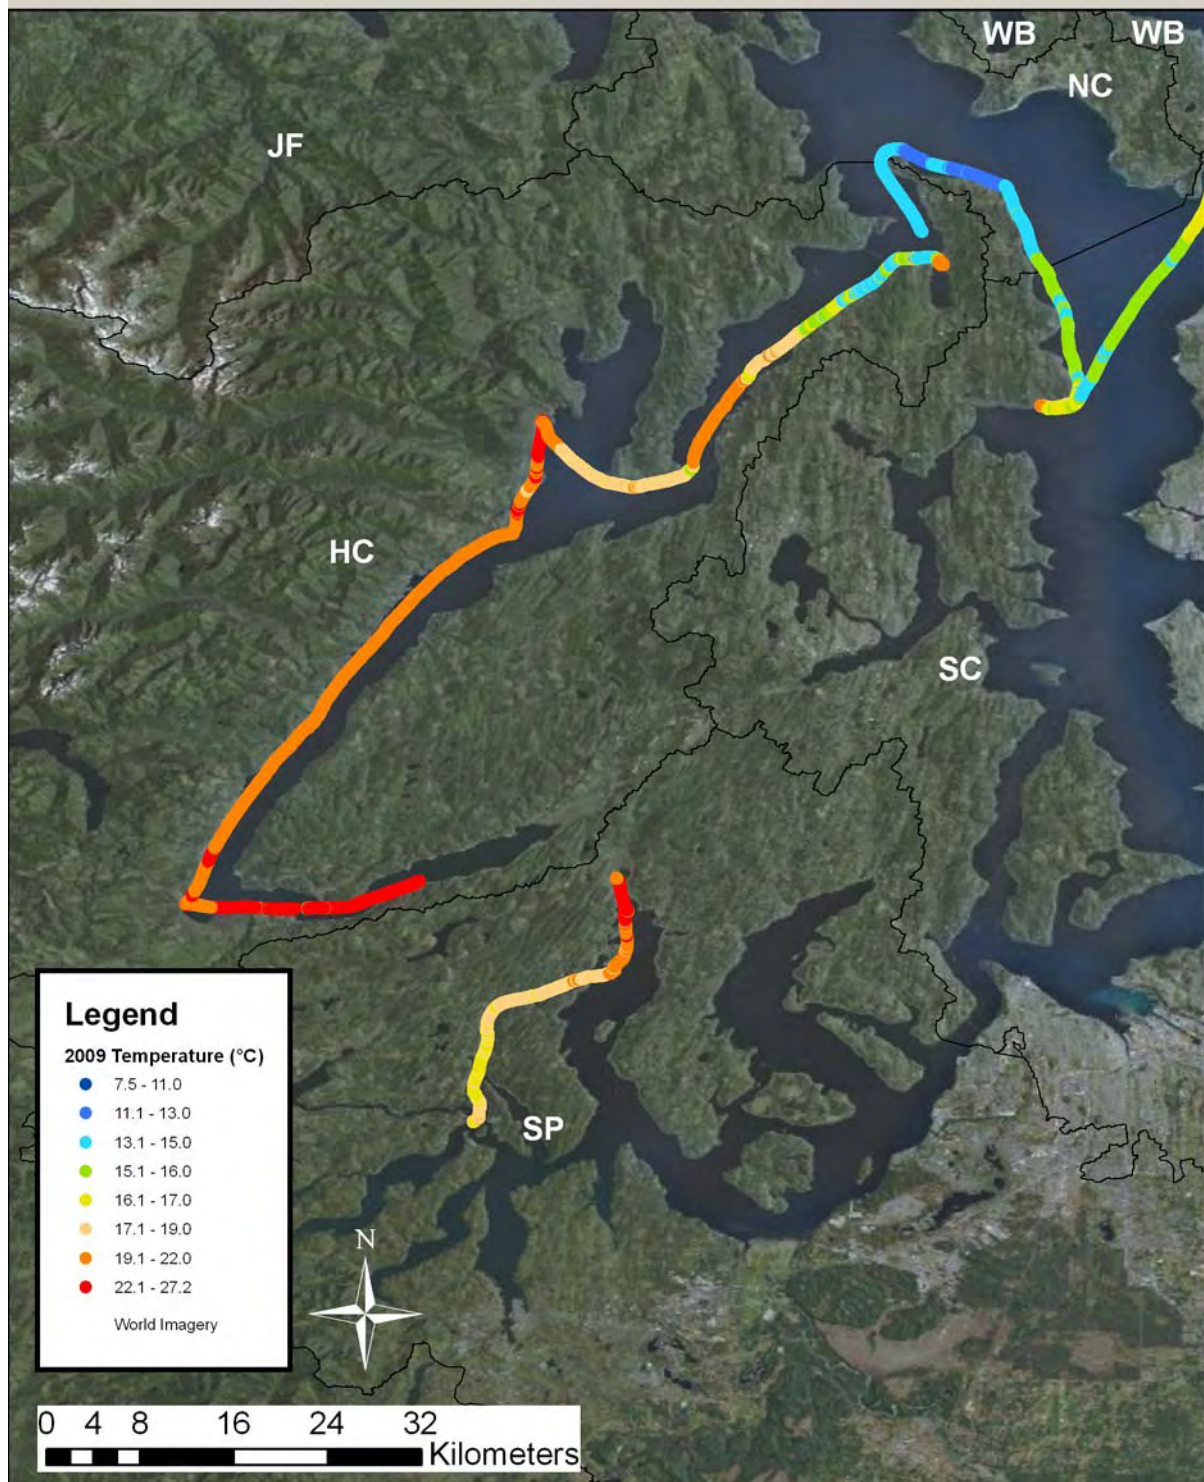 WB
WB
NC
JF
HC
SC
SP
Legend
2009 Temperature (°C)
7.5 - 11.0
11.1 - 13.0
13.1 - 15.0
15.1 - 16.0
16.1 - 17.0
17.1 - 19.0
19.1 - 22.0
22.1 - 27.2
World Imagery
N
0 4 8 16 24 32
Kilometers